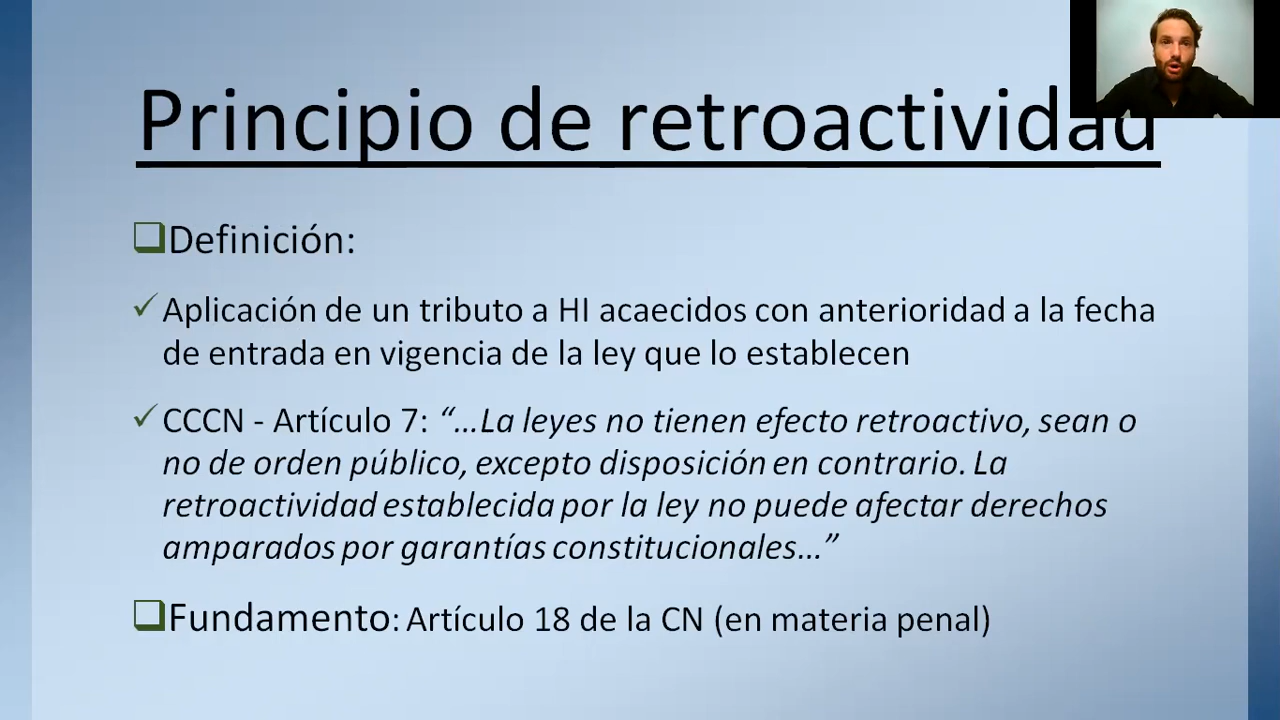 Principio de retroactividad
Definición:
Aplicación de un tributo a HI acaecidos con anterioridad a la fecha
de entrada en vigencia de la ley que lo establecen
CCCN - Artículo 7: “…La leyes no tienen efecto retroactivo, sean o
no de orden público, excepto disposición en contrario. La
retroactividad establecida por la ley no puede afectar derechos
amparados por garantías constitucionales…”
Fundamento: Artículo 18 de la CN (en materia penal)